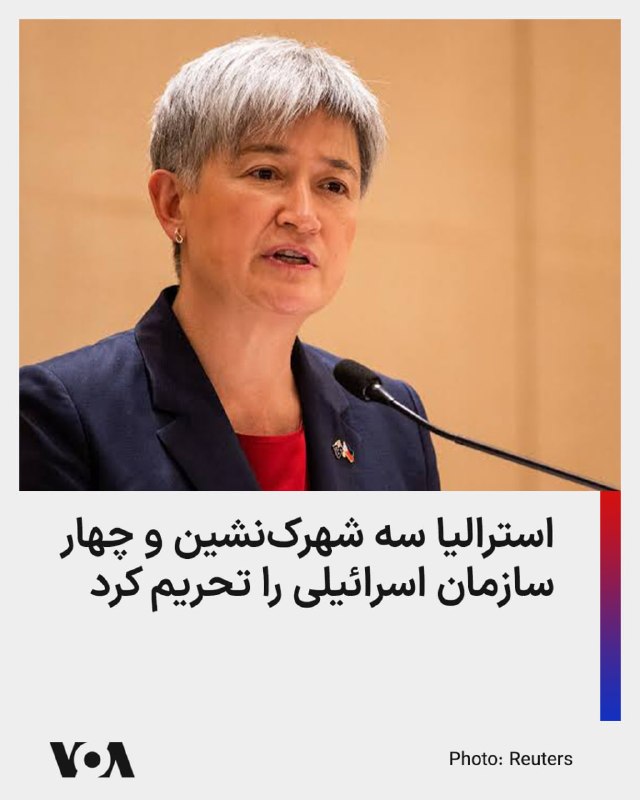 استرالیا سه شهرک‌نشین و چهار
سازمان اسرائیلی را تحریم کرد
VOA
Photo: Reuters